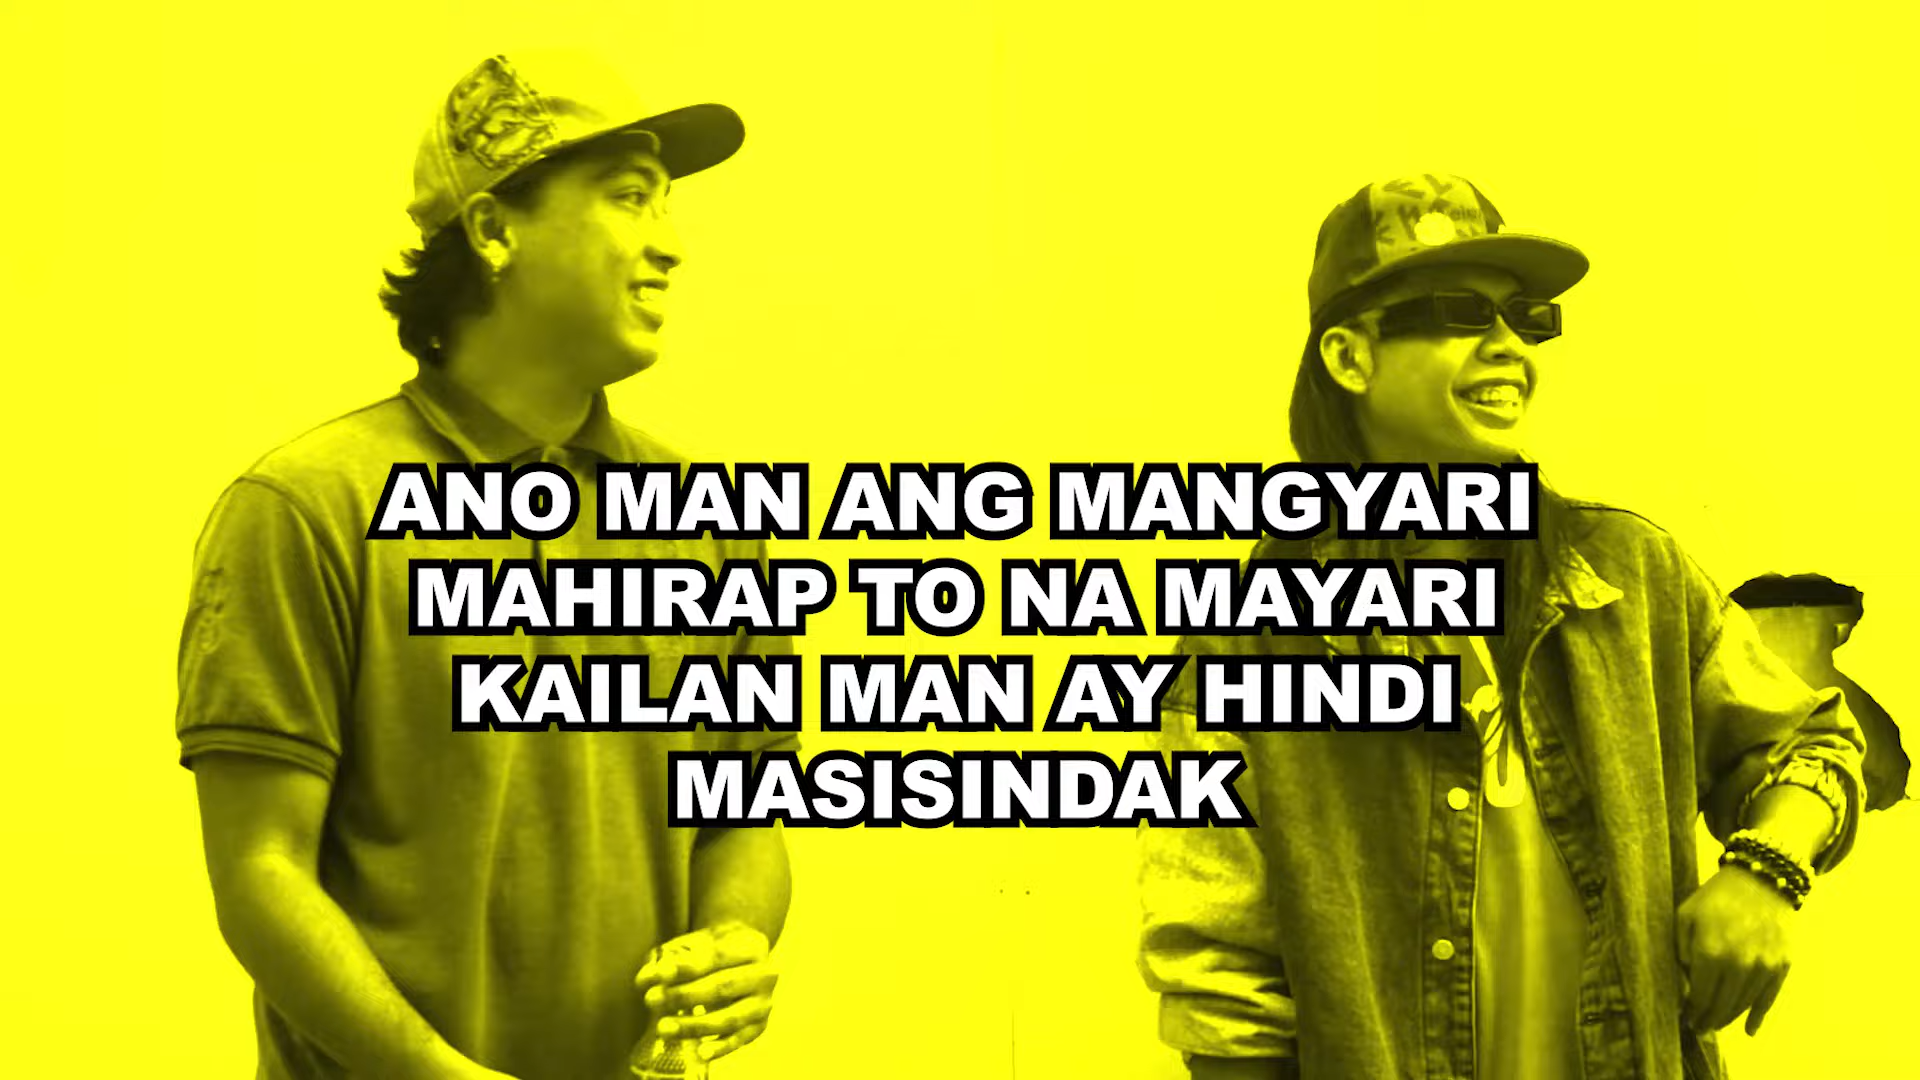 ANO MAN ANG MANGYARI
MAHIRAP TO NA MAYARI
KAILAN MAN AY HINDI
MASISINDAK